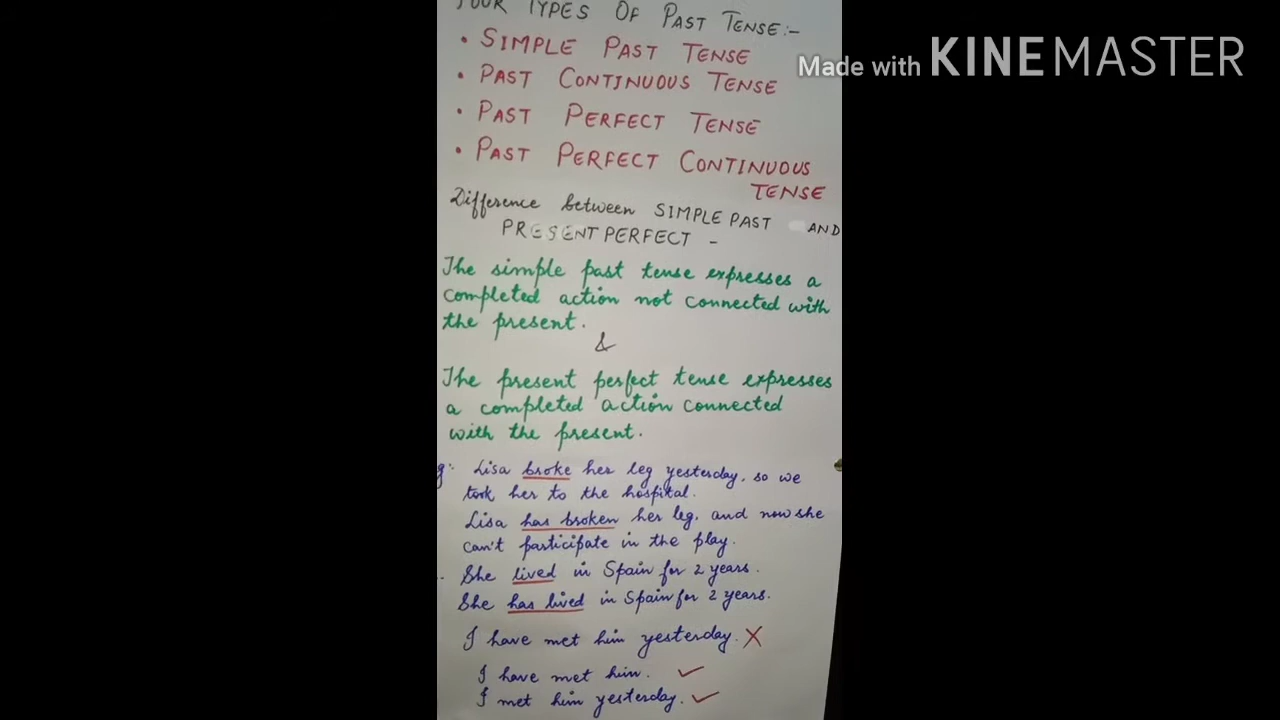 FOUR TYPES OF PAST TENSE:-
• SIMPLE PAST TENSE
• PAST CONTINUOUS TENSE
• PAST PERFECT TENSE
• PAST PERFECT CONTINUOUS
TENSE
Difference between SIMPLE PAST AND
PRESENT PERFECT -
The simple past tense expresses a
completed action not connected with
the present.
&
The present perfect tense expresses
a completed action connected
with the present.
g: Lisa broke her leg yesterday, so we
took her to the hospital.
Lisa has broken her leg, and now she
can't participate in the play.
She lived in Spain for 2 years.
She has lived in Spain for 2 years.
I have met him yesterday. X
I have met him. ✓
I met him yesterday. ✓
Made with KINEMASTER